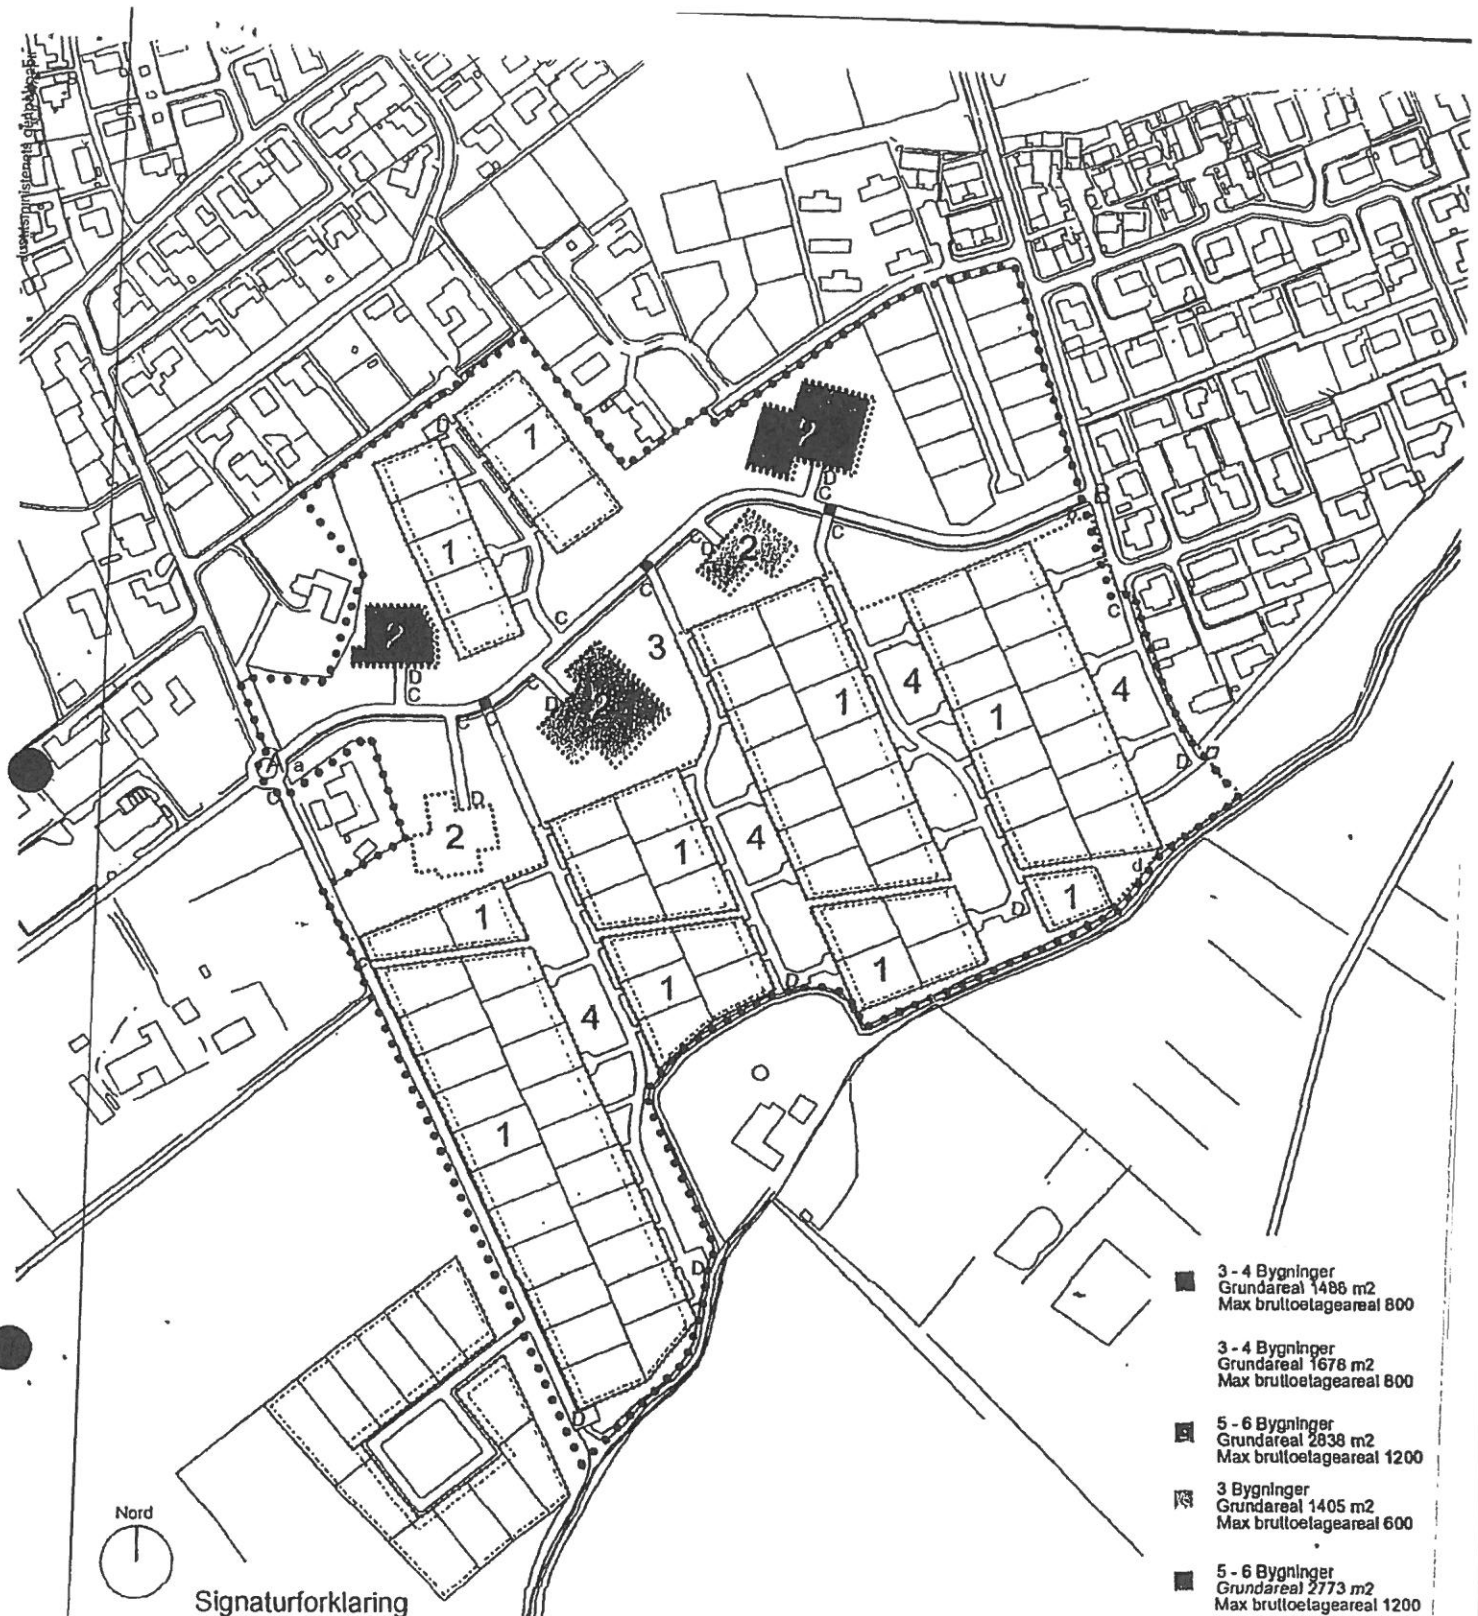 1
1
2
2
2
2
2
3
1
4
1
4
1
4
1
1
1
1
4
1
A
a
B
d
Nord
Signaturforklaring
3 - 4 Bygninger
Grundareal 1486 m2
Max bruttoetageareal 800
3 - 4 Bygninger
Grundareal 1678 m2
Max bruttoetageareal 800
5 - 6 Bygninger
Grundareal 2838 m2
Max bruttoetageareal 1200
3 Bygninger
Grundareal 1405 m2
Max bruttoetageareal 600
5 - 6 Bygninger
Grundareal 2773 m2
Max bruttoetageareal 1200